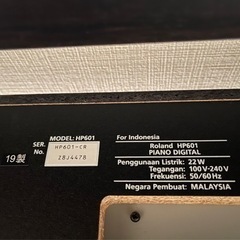 MODEL: HP601
SER.
No.
HP601-CR
Z8J4478
19製
For Indonesia
Roland HP601
PIANO DIGITAL
Penggunaan Listrik: 22 W
Tegangan: 100 V-240 V
Frekuensi: 50/60 Hz
Negara Pembuat: MALAYSIA